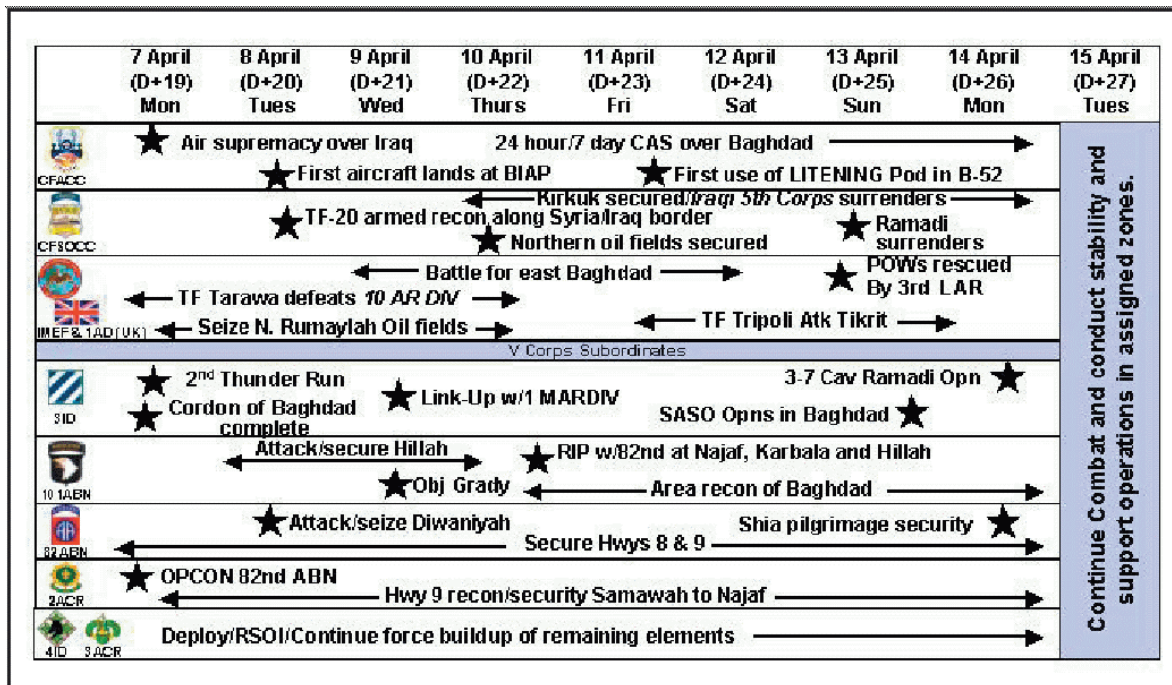 7 April 8 April 9 April 10 April 11 April 12 April 13 April 14 April 15 April
(D+19) (D+20) (D+21) (D+22) (D+23) (D+24) (D+25) (D+26) (D+27)
Mon Tues Wed Thurs Fri Sat Sun Mon Tues
Air supremacy over Iraq 24 hour/7 day CAS over Baghdad
First aircraft lands at BIAP First use of LITENING Pod in B-52
CFACC
Kirkuk secured/Iraqi 5th Corps surrenders
TF-20 armed recon along Syria/Iraq border Ramadi
Northern oil fields secured surrenders
CFSOCC
Battle for east Baghdad POWs rescued
By 3rd LAR
TF Tarawa defeats 10 AR DIV
Seize N. Rumaylah Oil fields TF Tripoli Atk Tikrit
IMEF & 1AD(UK)
V Corps Subordinates
2nd Thunder Run 3-7 Cav Ramadi Opn
Link-Up w/1 MARDIV
Cordon of Baghdad SASO Opns in Baghdad
complete
3ID
Attack/secure Hillah RIP w/82nd at Najaf, Karbala and Hillah
Obj Grady Area recon of Baghdad
101ABN
Attack/seize Diwaniyah Shia pilgrimage security
Secure Hwys 8 & 9
82 ABN
OPCON 82nd ABN
Hwy 9 recon/security Samawah to Najaf
2ACR
Deploy/RSOI/Continue force buildup of remaining elements
4ID 3ACR
Continue Combat and conduct stability and
support operations in assigned zones.